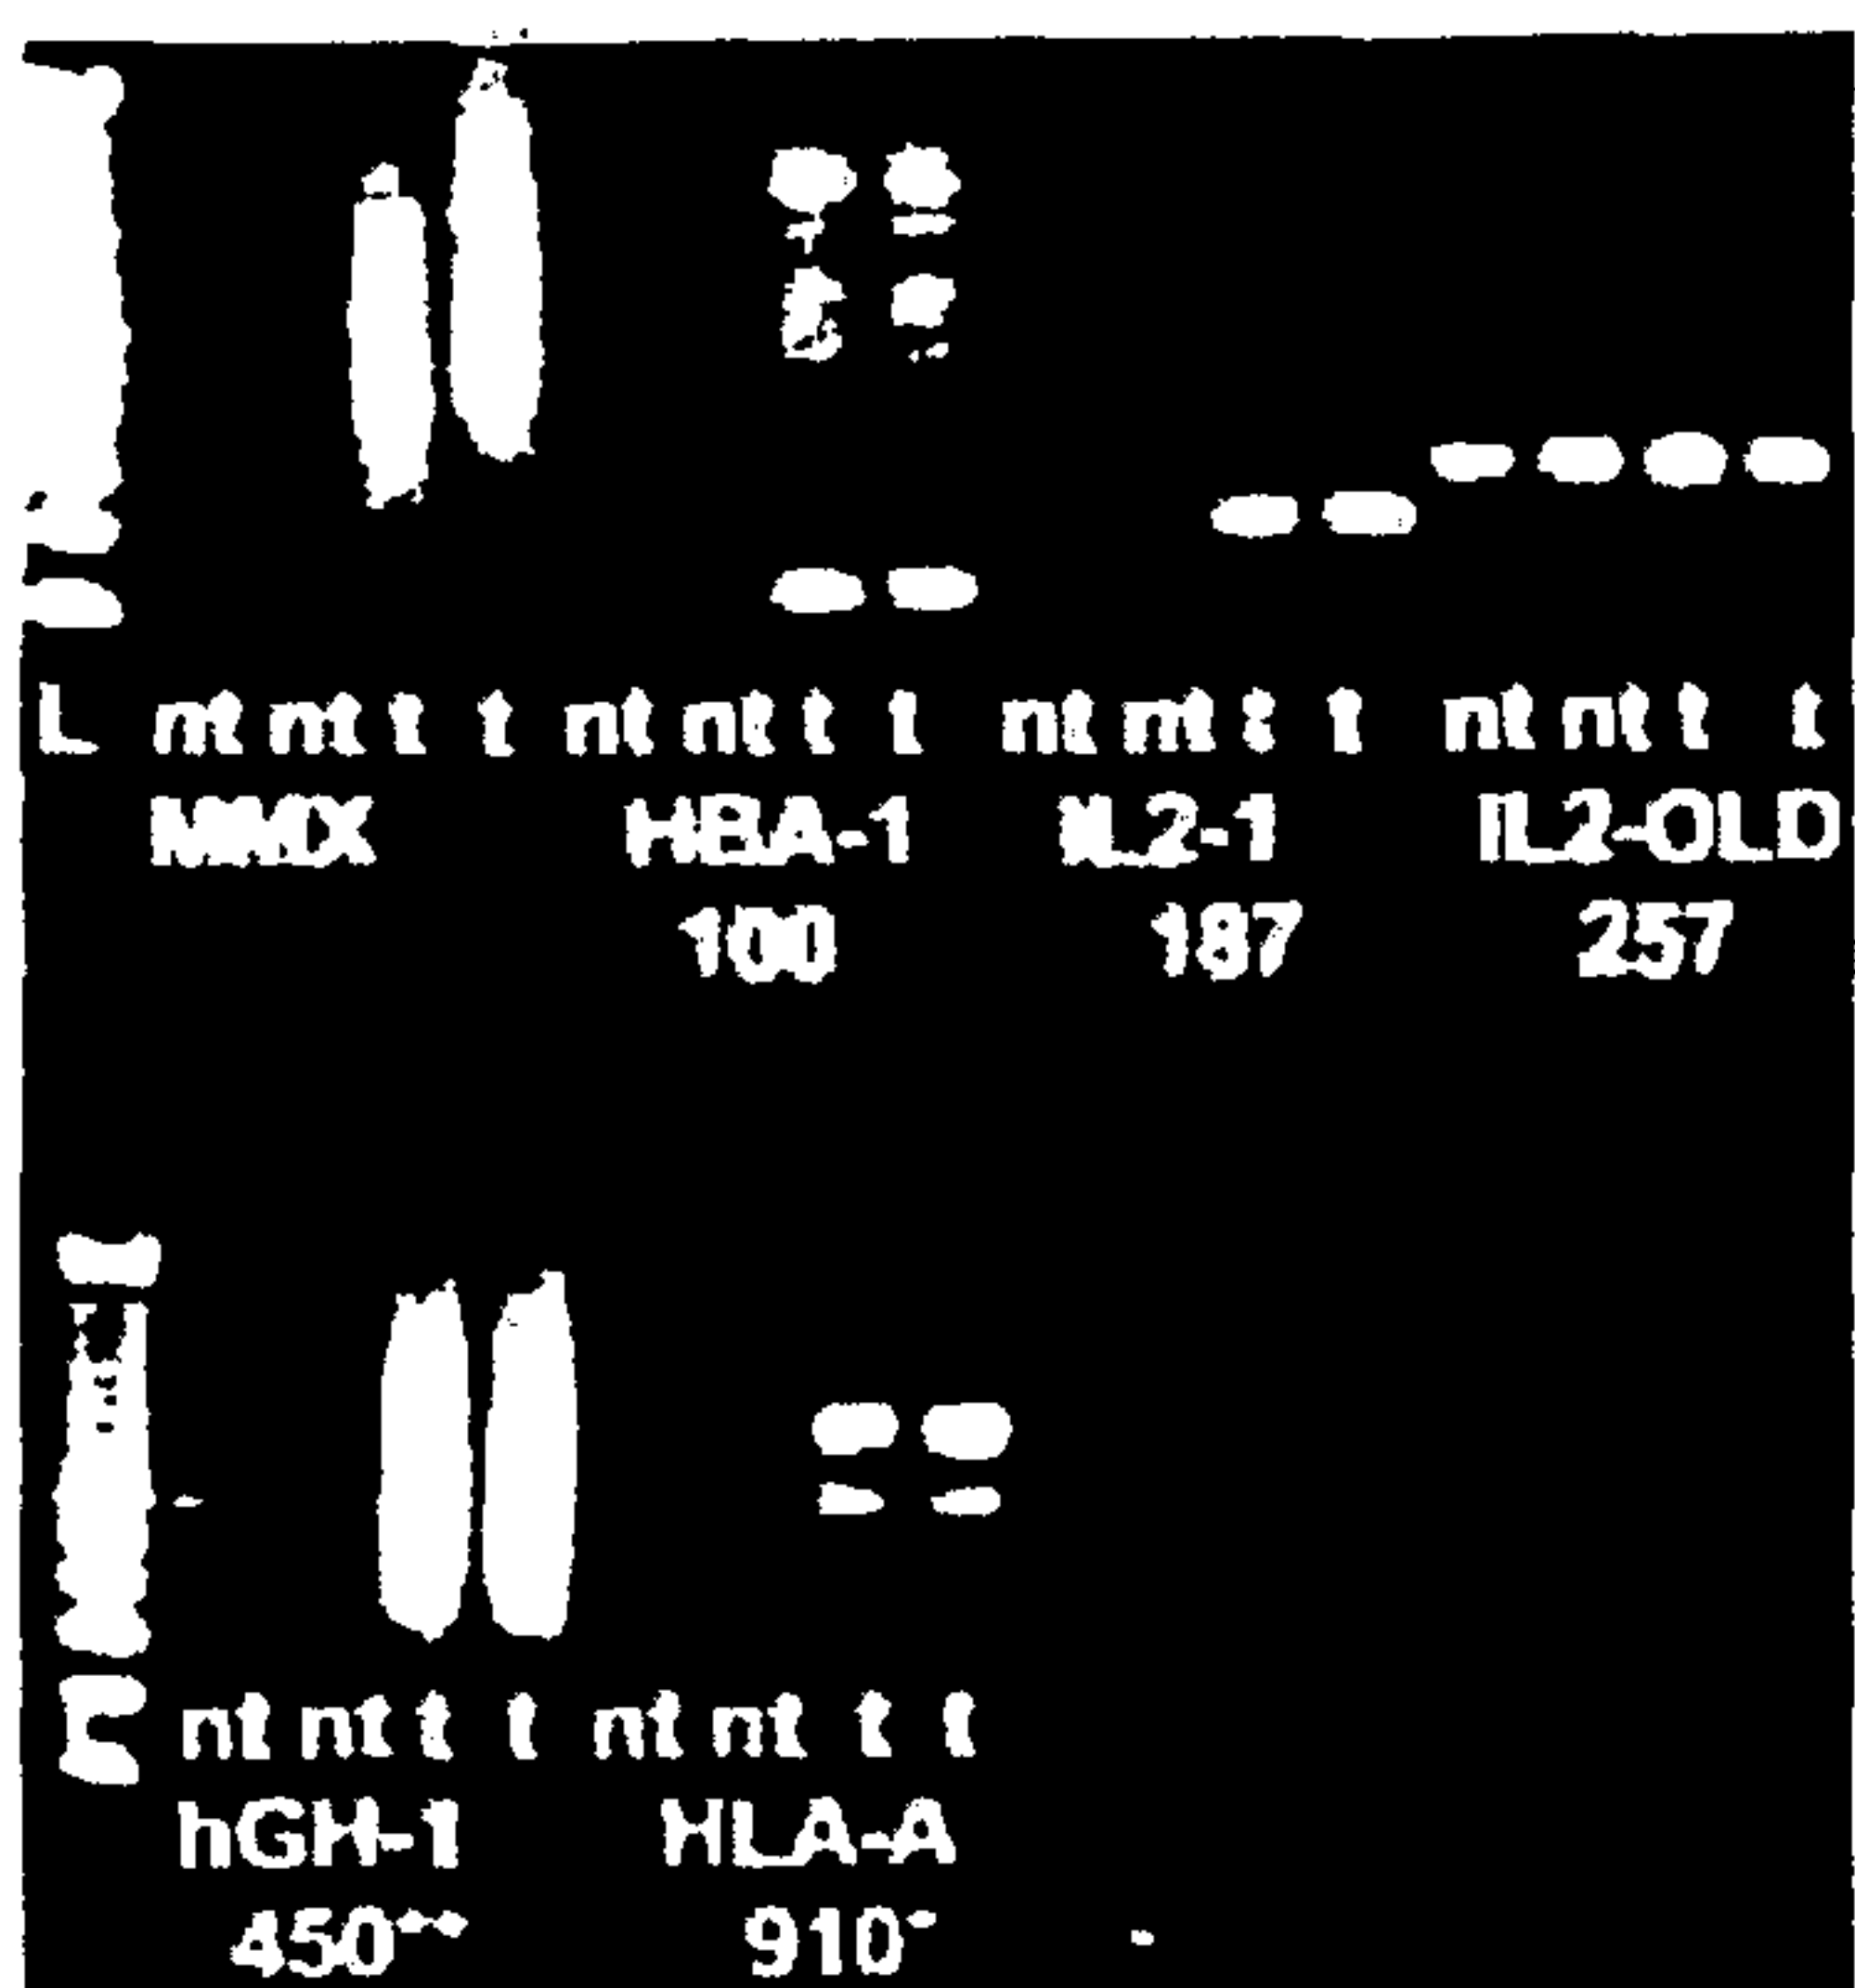 L nt nt t t nt nt t t nt nt t t nt nt t t
HBA-1 IL2-1 IL2-OLD
100 187 257
nt nt t t nt nt t t
hGH-1 HLA-A
450** 910*